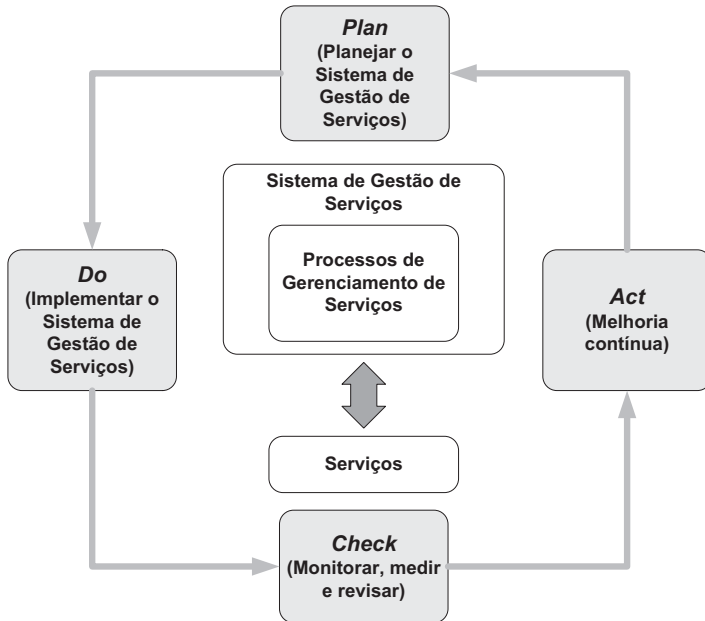 Plan
(Planejar o
Sistema de
Gestão de
Serviços)
Sistema de Gestão de
Serviços
Processos de
Gerenciamento de
Serviços
Do
(Implementar o
Sistema de
Gestão de
Serviços)
Act
(Melhoria
contínua)
Serviços
Check
(Monitorar, medir
e revisar)